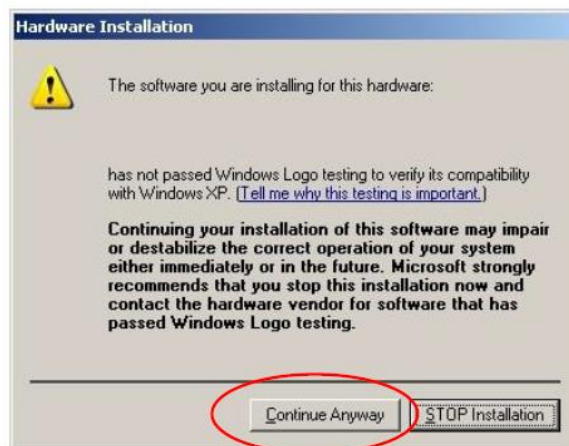 Hardware Installation
The software you are installing for this hardware:
has not passed Windows Logo testing to verify its compatibility
with Windows XP. (Tell me why this testing is important.)
Continuing your installation of this software may impair
or destabilize the correct operation of your system
either immediately or in the future. Microsoft strongly
recommends that you stop this installation now and
contact the hardware vendor for software that has
passed Windows Logo testing.
Continue Anyway
STOP Installation